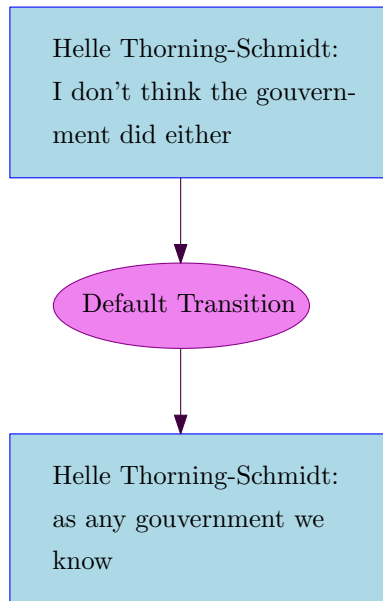 Helle Thorning-Schmidt:
I don't think the gouvern-
ment did either
Default Transition
Helle Thorning-Schmidt:
as any gouvernment we
know